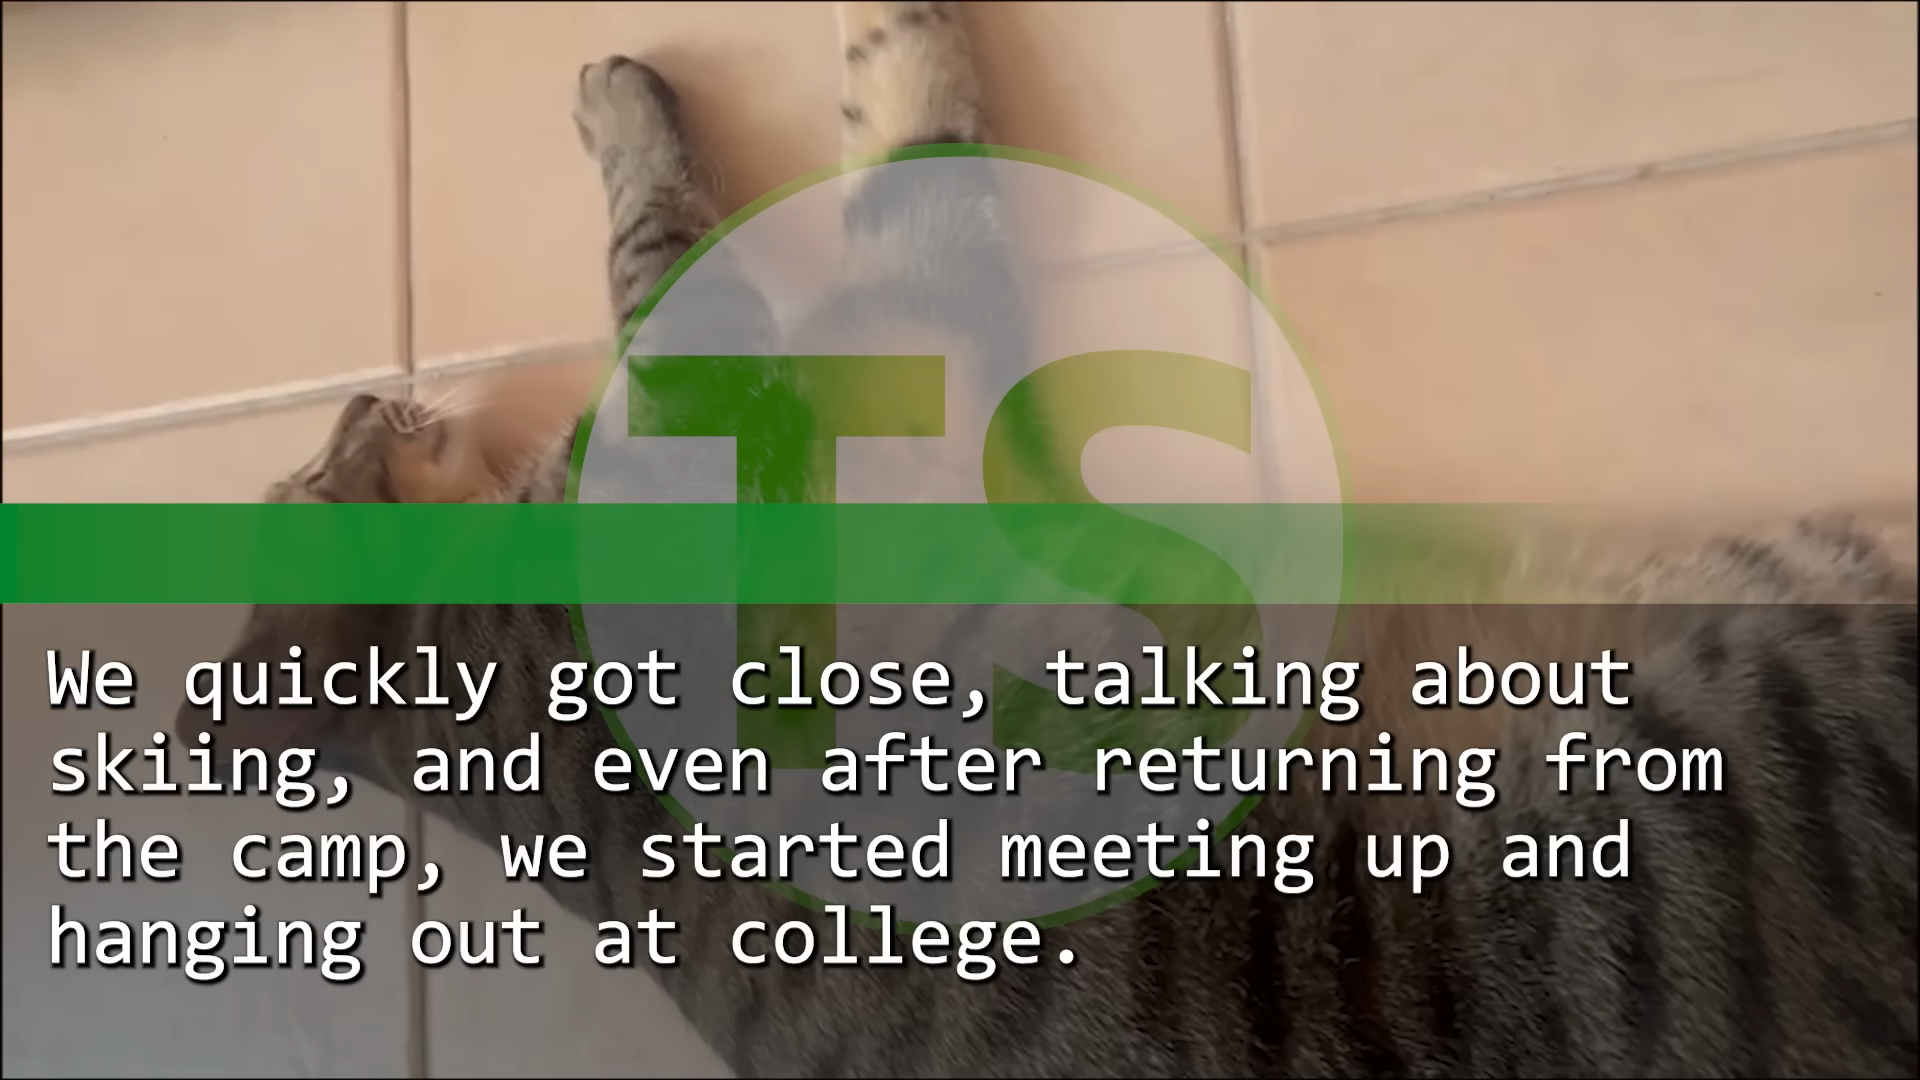 TS
We quickly got close, talking about
skiing, and even after returning from
the camp, we started meeting up and
hanging out at college.